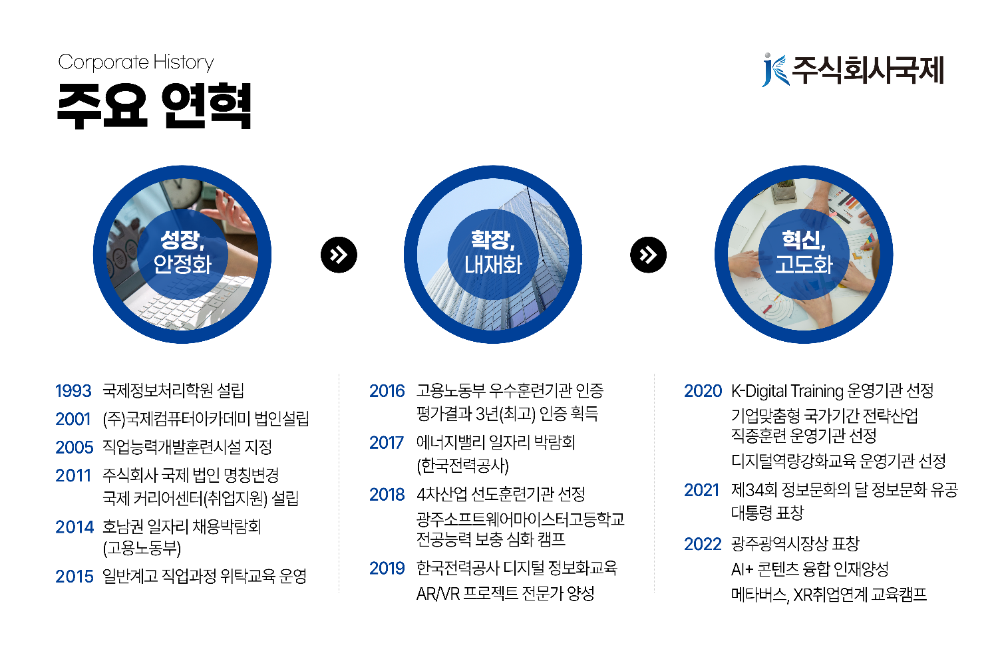 Corporate History
주요 연혁
주식회사국제
성장,
안정화
확장,
내재화
혁신,
고도화
1993 국제정보처리학원 설립
2001 (주)국제컴퓨터아카데미 법인설립
2005 직업능력개발훈련시설 지정
2011 주식회사 국제 법인 명칭변경
국제 커리어센터(취업지원) 설립
2014 호남권 일자리 채용박람회
(고용노동부)
2015 일반계고 직업과정 위탁교육 운영
2016 고용노동부 우수훈련기관 인증
평가결과 3년(최고) 인증 획득
2017 에너지밸리 일자리 박람회
(한국전력공사)
2018 4차산업 선도훈련기관 선정
광주소프트웨어마이스터고등학교
전공능력 보충 심화 캠프
2019 한국전력공사 디지털 정보화교육
AR/VR 프로젝트 전문가 양성
2020 K-Digital Training 운영기관 선정
기업맞춤형 국가기간 전략산업
직종훈련 운영기관 선정
디지털역량강화교육 운영기관 선정
2021 제34회 정보문화의 달 정보문화 유공
대통령 표창
2022 광주광역시장상 표창
AI+ 콘텐츠 융합 인재양성
메타버스, XR취업연계 교육캠프